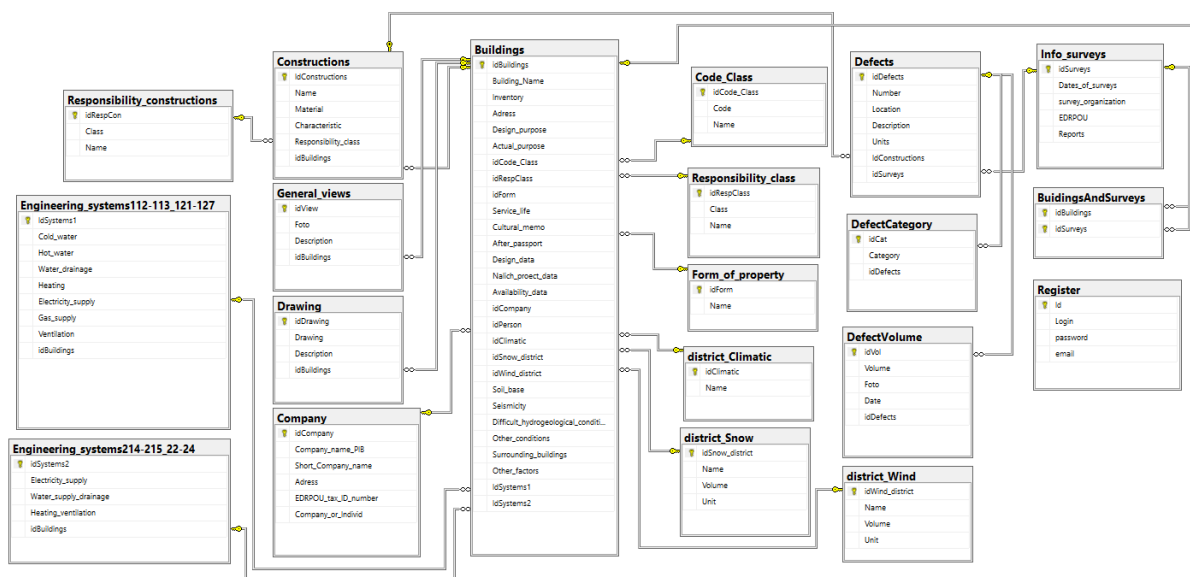 Responsibility_constructions
idRespCon
Class
Name
Engineering_systems112-113_121-127
idSystems1
Cold_water
Hot_water
Water_drainage
Heating
Electricity_supply
Gas_supply
Ventilation
idBuildings
Engineering_systems214-215_22-24
idSystems2
Electricity_supply
Water_supply_drainage
Heating_ventilation
idBuildings
Constructions
idConstructions
Name
Material
Characteristic
Responsibility_class
idBuildings
General_views
idView
Foto
Description
idBuildings
Drawing
idDrawing
Drawing
Description
idBuildings
Company
idCompany
Company_name_PIB
Short_Company_name
Adress
EDRPOU_tax_ID_number
Company_or_Individ
Buildings
idBuildings
Building_Name
Inventory
Adress
Design_purpose
Actual_purpose
idCode_Class
idRespClass
idForm
Service_life
Cultural_memo
After_passport
Design_data
Nalich_proect_data
Availability_data
idCompany
idPerson
idClimatic
idSnow_district
idWind_district
Soil_base
Seismicity
Difficult_hydrogeological_conditi...
Other_conditions
Surrounding_buildings
Other_factors
idSystems1
idSystems2
Code_Class
idCode_Class
Code
Name
Responsibility_class
idRespClass
Class
Name
Form_of_property
idForm
Name
district_Climatic
idClimatic
Name
district_Snow
idSnow_district
Name
Volume
Unit
Defects
idDefects
Number
Location
Description
Units
idConstructions
idSurveys
DefectCategory
idCat
Category
idDefects
DefectVolume
idVol
Volume
Foto
Date
idDefects
district_Wind
idWind_district
Name
Volume
Unit
Info_surveys
idSurveys
Dates_of_surveys
survey_organization
EDRPOU
Reports
BuidingsAndSurveys
idBuildings
idSurveys
Register
Id
Login
password
email